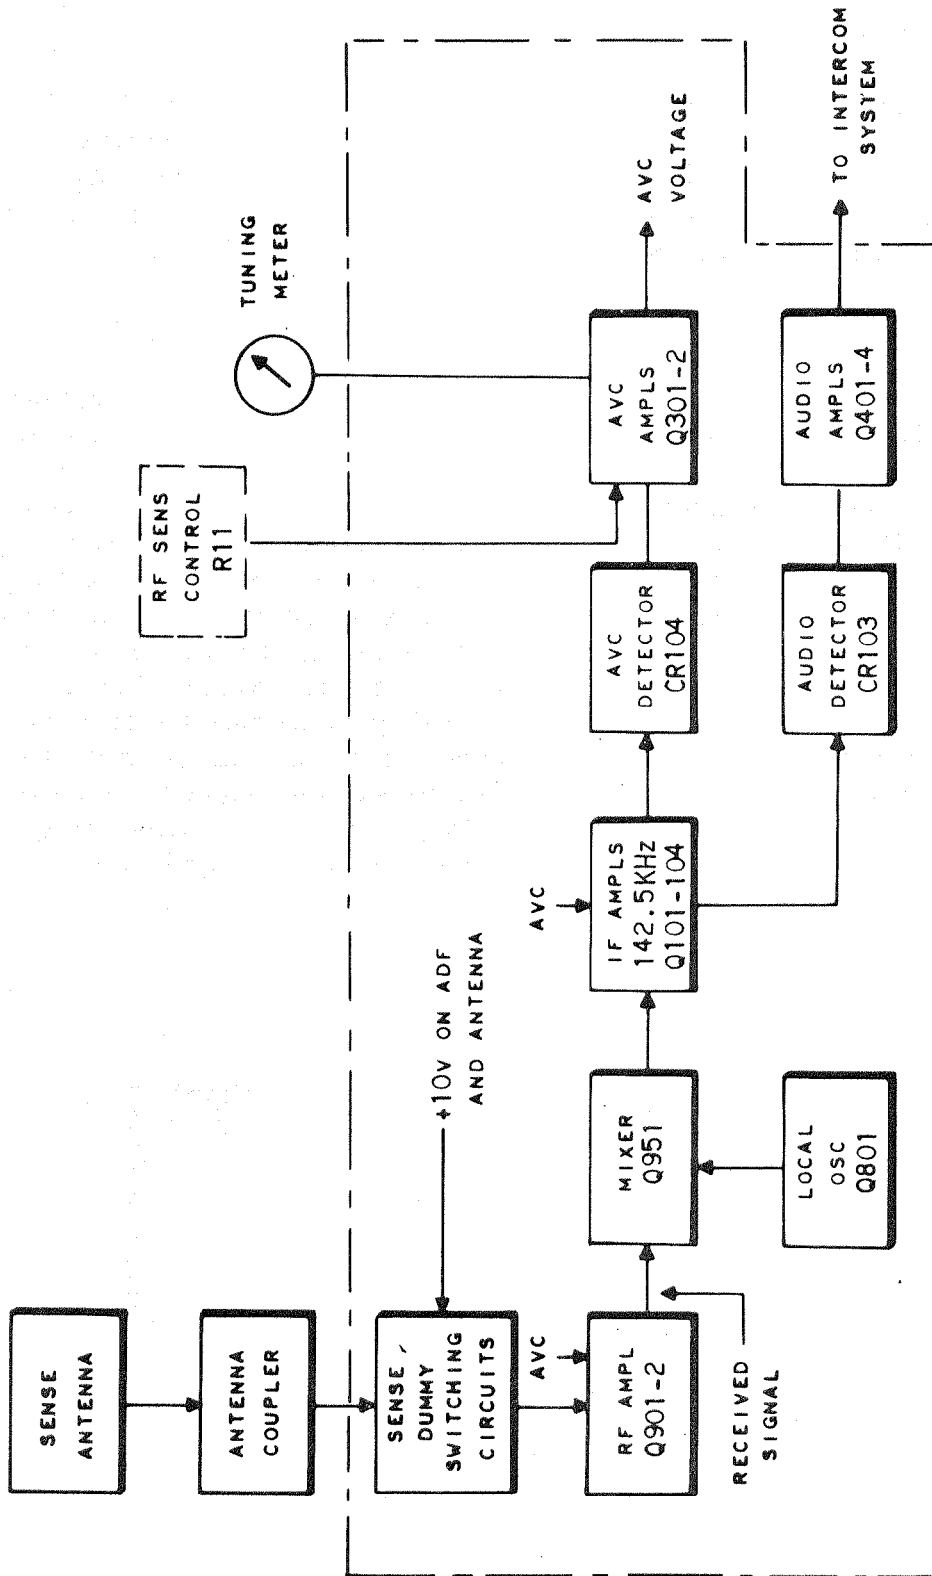 SENSE
ANTENNA
ANTENNA
COUPLER
SENSE,
DUMMY
SWITCHING
CIRCUITS
+10V ON ADF
AND ANTENNA
AVC
RF AMPL
Q901-2
RECEIVED
SIGNAL
MIXER
Q951
LOCAL
OSC
Q801
AVC
IF AMPLS
142.5KHZ
Q101-104
AVC
DETECTOR
CR104
AUDIO
DETECTOR
CR103
RF SENS
CONTROL
R11
TUNING
METER
AVC
AMPLS
Q301-2
AVC
VOLTAGE
AUDIO
AMPLS
Q401-4
TO INTERCOM
SYSTEM